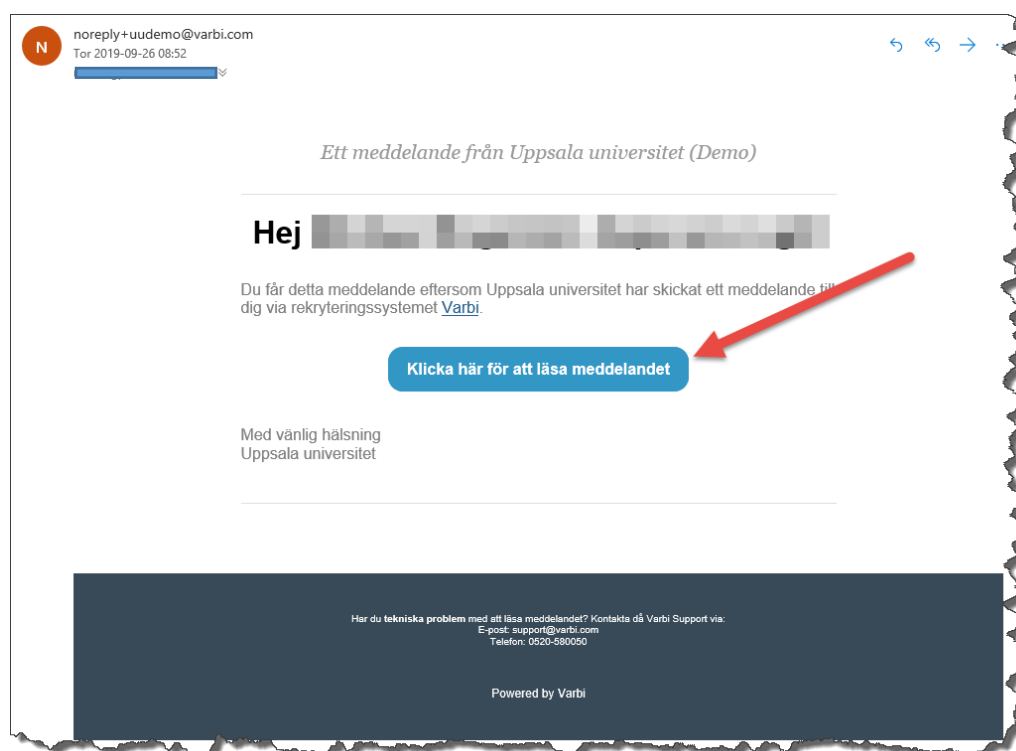 N
noreply+uudemo@varbi.com
Tor 2019-09-26 08:52
Ett meddelande från Uppsala universitet (Demo)
Hej
Du får detta meddelande eftersom Uppsala universitet har skickat ett meddelande till
dig via rekryteringssystemet Varbi.
Klicka här för att läsa meddelandet
Med vänlig hälsning
Uppsala universitet
Har du tekniska problem med att läsa meddelandet? Kontakta då Varbi Support via:
E-post: support@varbi.com
Telefon: 0520-580050
Powered by Varbi